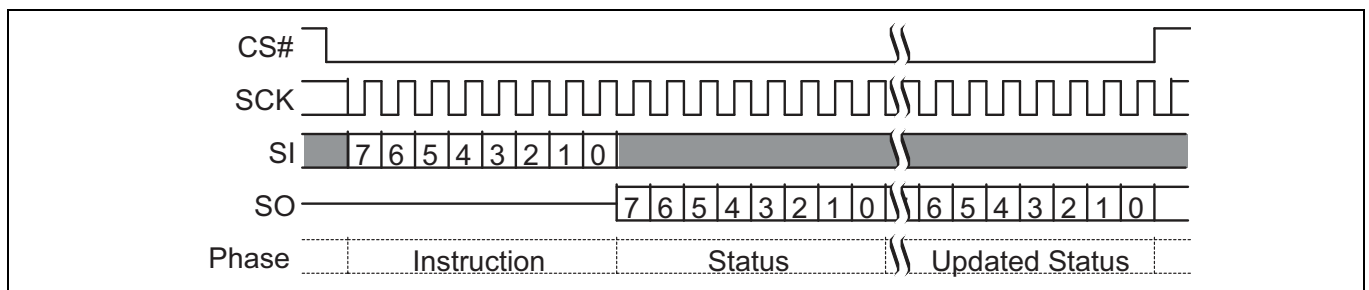 CS#
SCK
SI 7 6 5 4 3 2 1 0
SO 7 6 5 4 3 2 1 0 6 5 4 3 2 1 0
Phase Instruction Status Updated Status